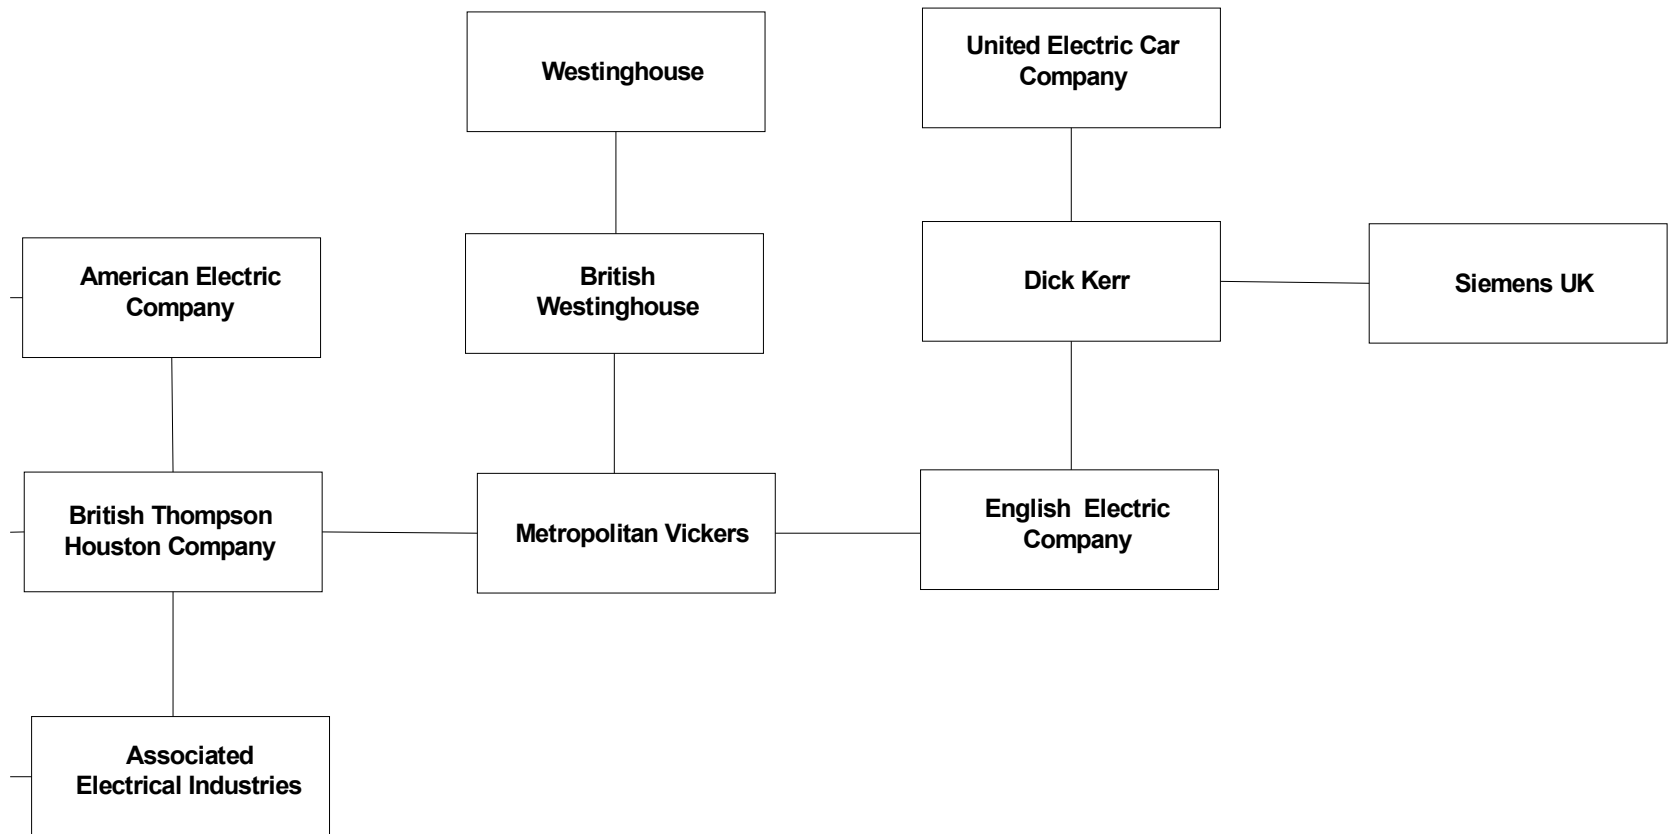 Westinghouse
United Electric Car
Company
American Electric
Company
British
Westinghouse
Dick Kerr
Siemens UK
British Thompson
Houston Company
Metropolitan Vickers
English  Electric
Company
Associated
Electrical Industries